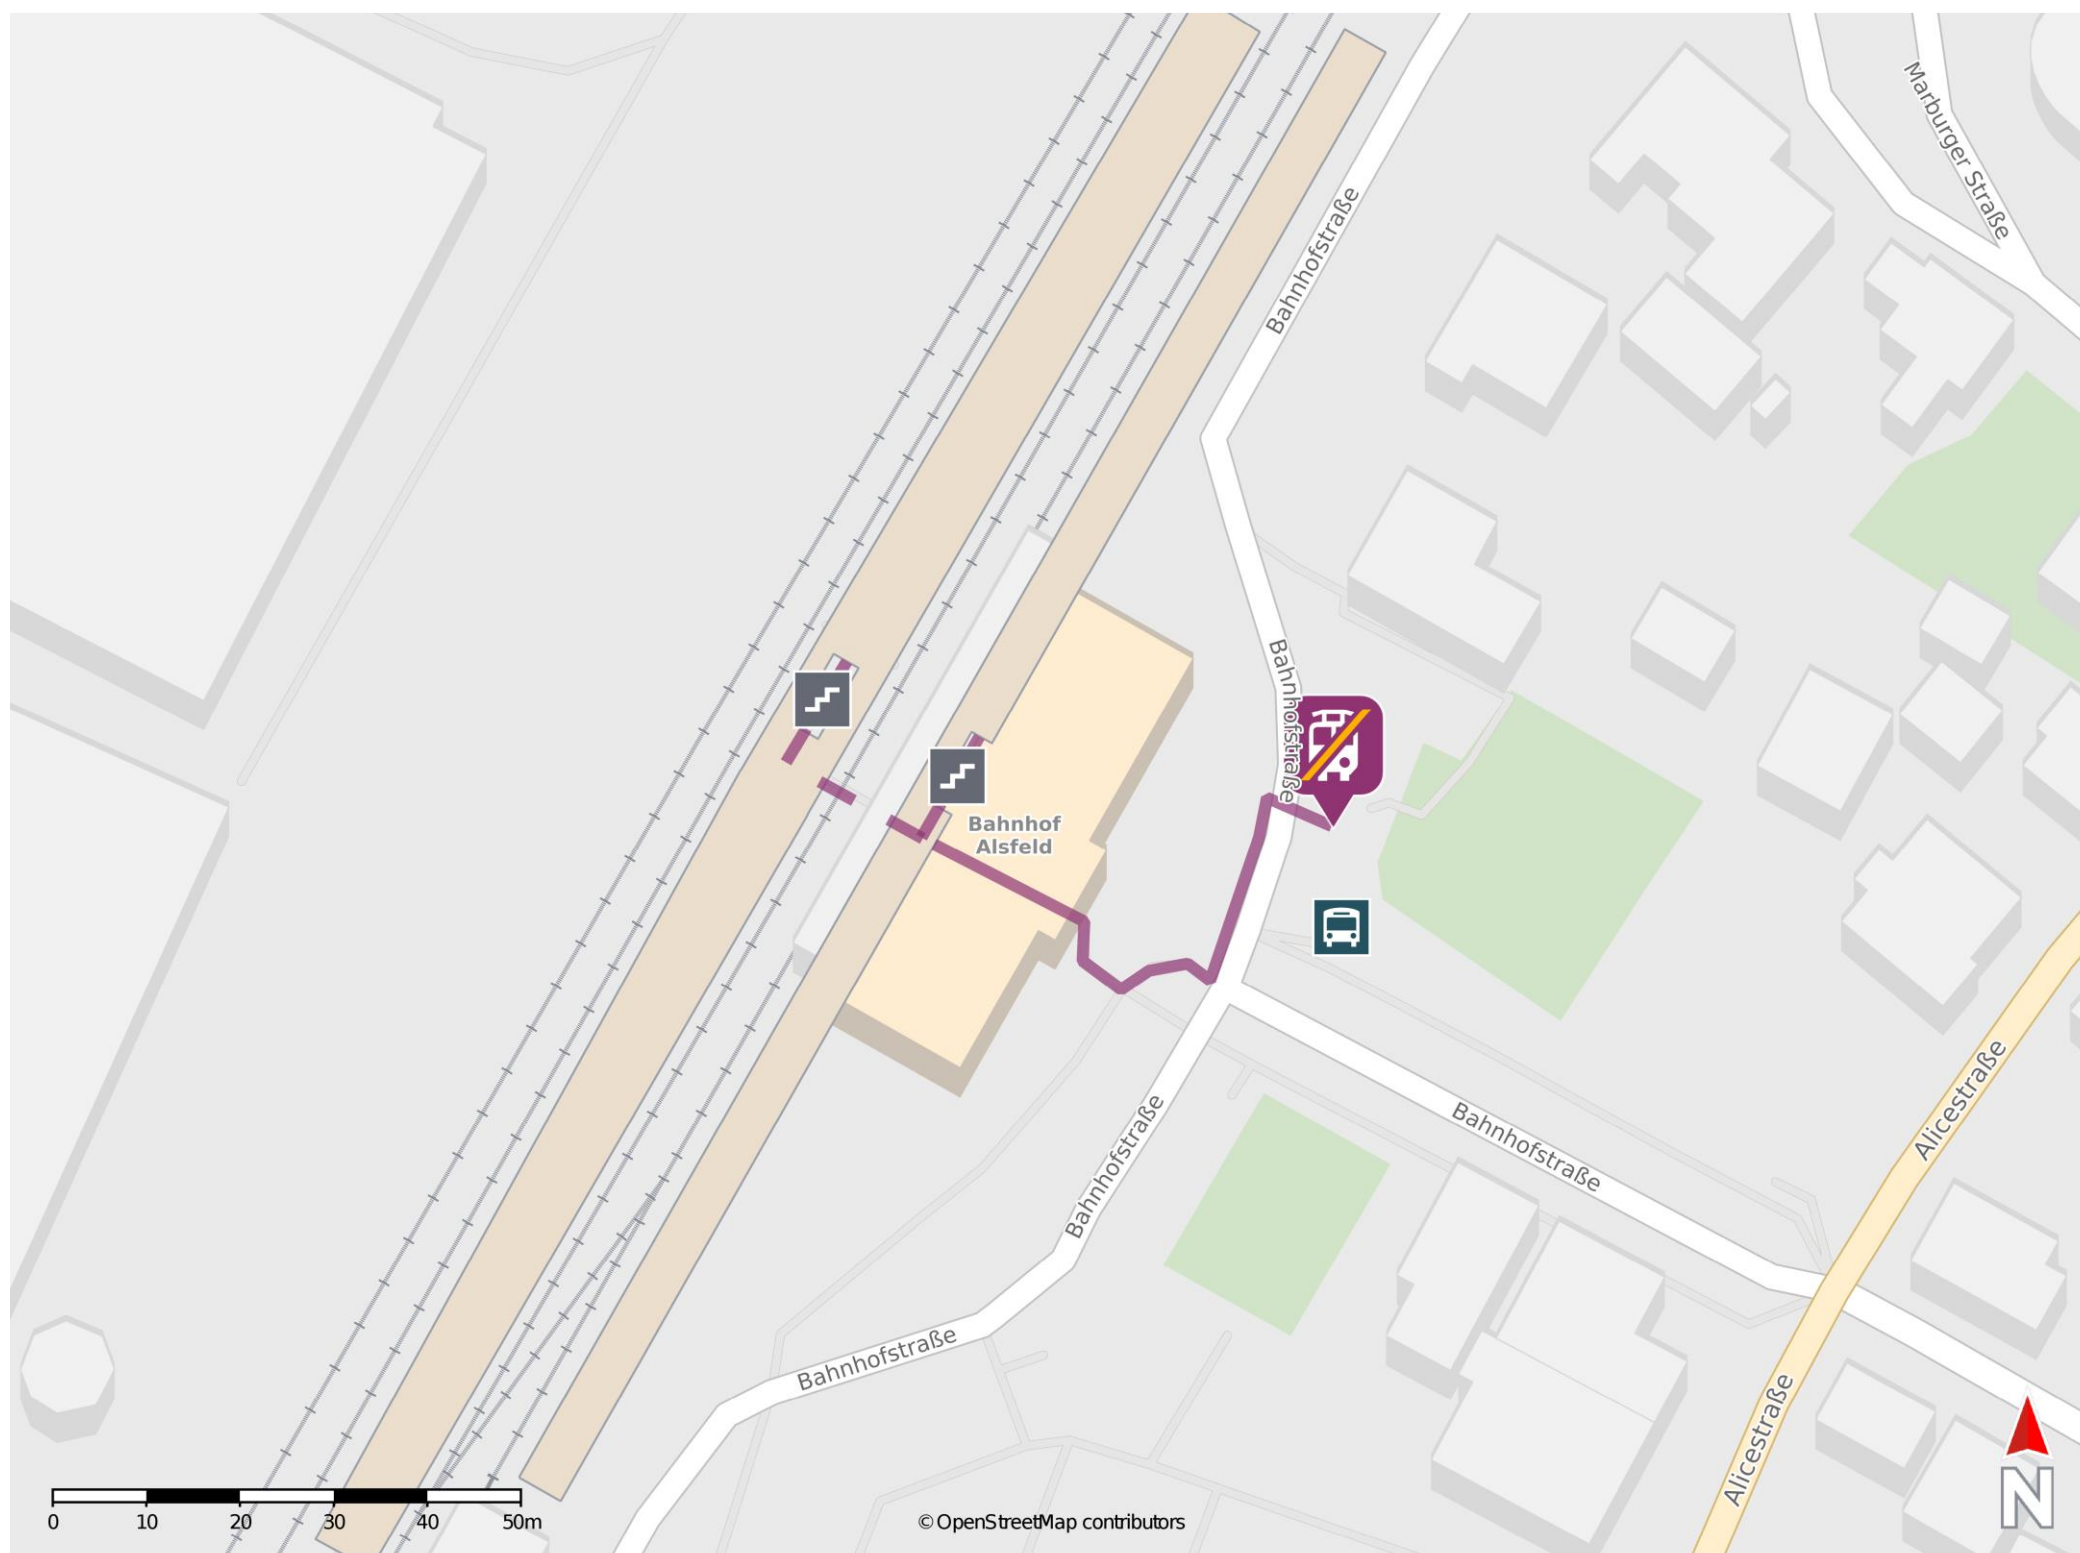 Marburger Straße
Bahnhofstraße
Bahnhofstraße
Bahnhof
Alsfeld
Alicestraße
Bahnhofstraße
Bahnhofstraße
Bahnhofstraße
Alicestraße
N
0 10 20 30 40 50m
© OpenStreetMap contributors